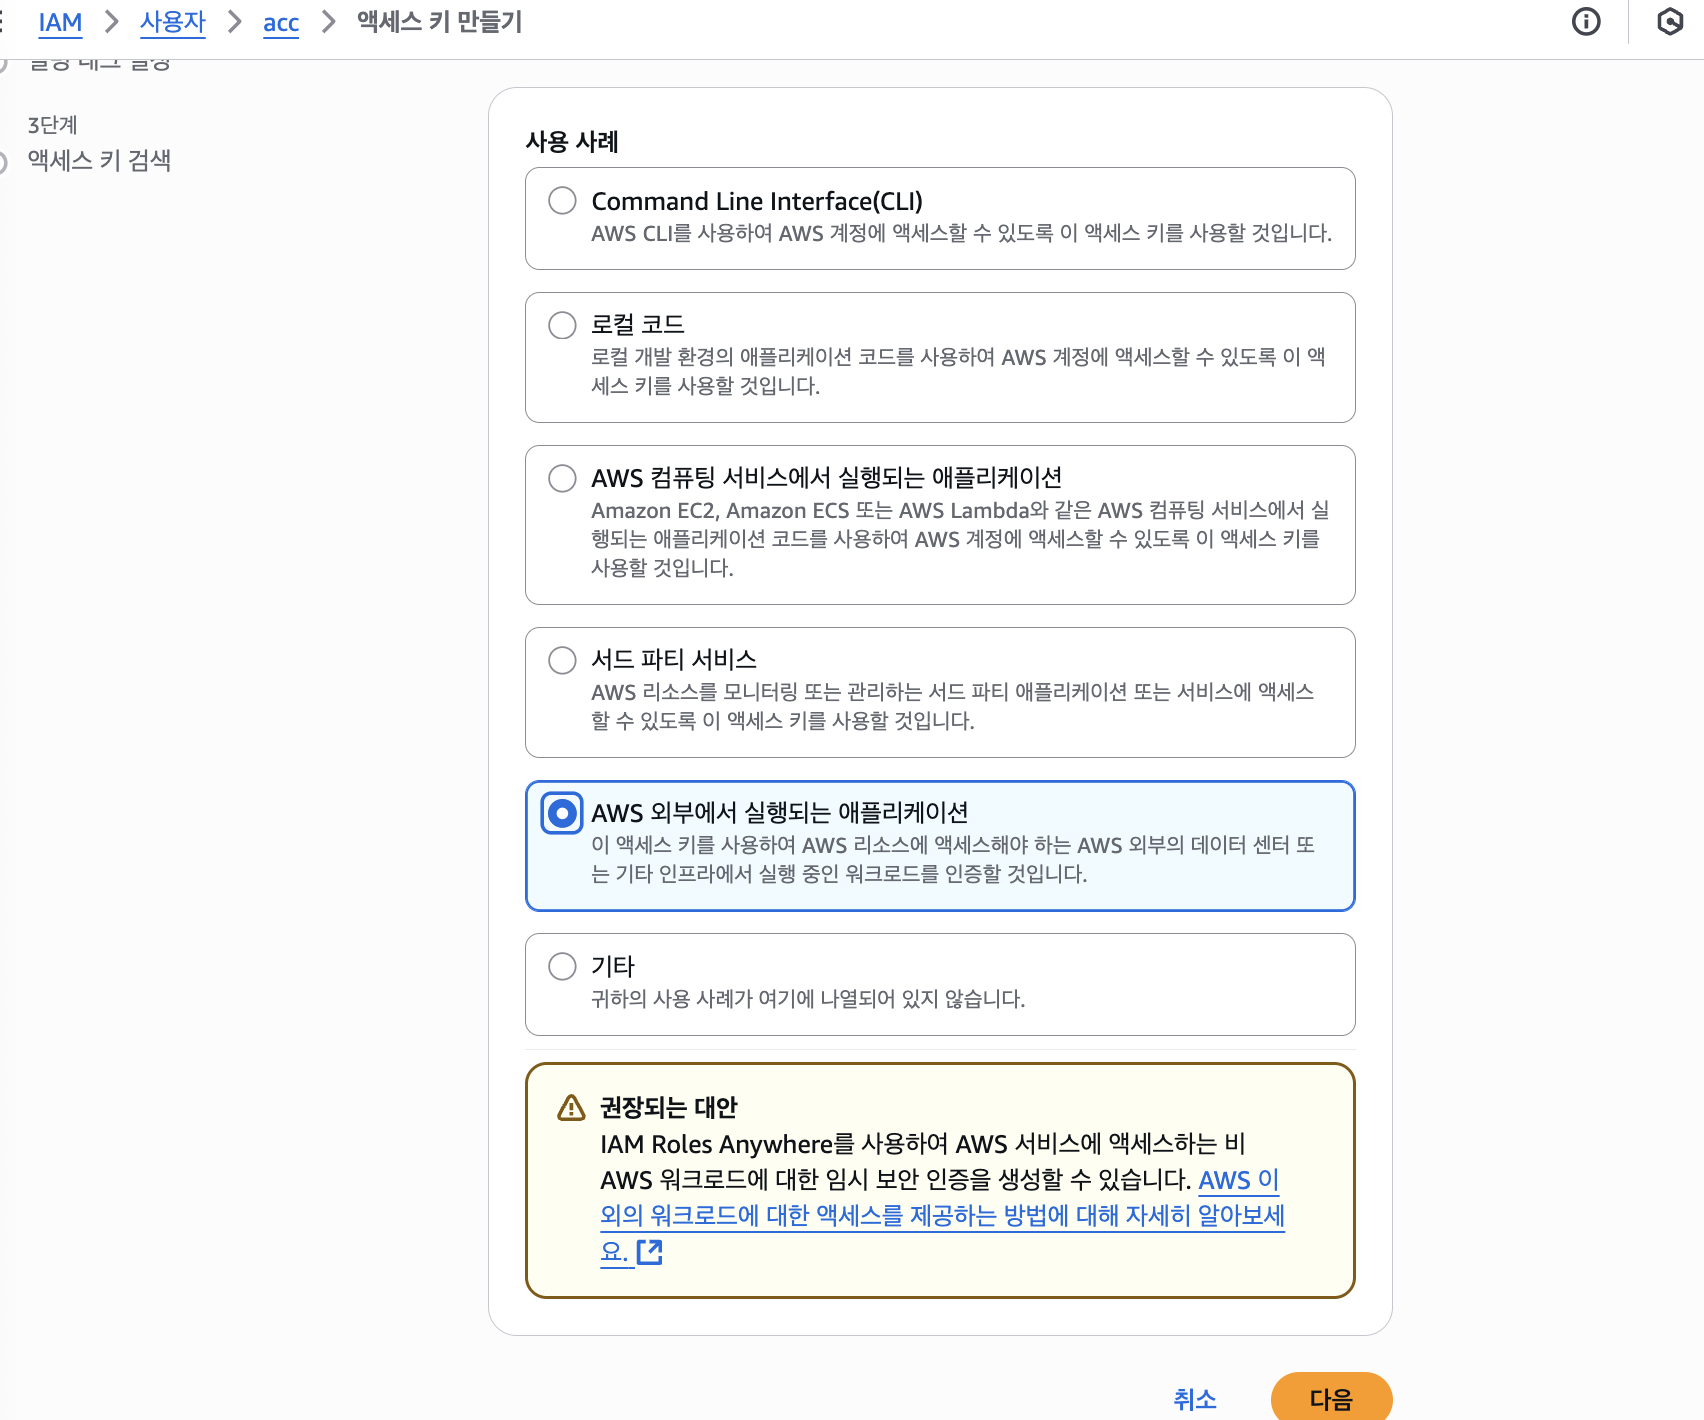 IAM > 사용자 > acc > 액세스 키 만들기
3단계
액세스 키 검색
사용 사례
Command Line Interface(CLI)
AWS CLI를 사용하여 AWS 계정에 액세스할 수 있도록 이 액세스 키를 사용할 것입니다.
로컬 코드
로컬 개발 환경의 애플리케이션 코드를 사용하여 AWS 계정에 액세스할 수 있도록 이 액
세스 키를 사용할 것입니다.
AWS 컴퓨팅 서비스에서 실행되는 애플리케이션
Amazon EC2, Amazon ECS 또는 AWS Lambda와 같은 AWS 컴퓨팅 서비스에서 실
행되는 애플리케이션 코드를 사용하여 AWS 계정에 액세스할 수 있도록 이 액세스 키를
사용할 것입니다.
서드 파티 서비스
AWS 리소스를 모니터링 또는 관리하는 서드 파티 애플리케이션 또는 서비스에 액세스
할 수 있도록 이 액세스 키를 사용할 것입니다.
AWS 외부에서 실행되는 애플리케이션
이 액세스 키를 사용하여 AWS 리소스에 액세스해야 하는 AWS 외부의 데이터 센터 또
는 기타 인프라에서 실행 중인 워크로드를 인증할 것입니다.
기타
귀하의 사용 사례가 여기에 나열되어 있지 않습니다.
권장되는 대안
IAM Roles Anywhere를 사용하여 AWS 서비스에 액세스하는 비
AWS 워크로드에 대한 임시 보안 인증을 생성할 수 있습니다. AWS 이
외의 워크로드에 대한 액세스를 제공하는 방법에 대해 자세히 알아보세
요.
취소 다음